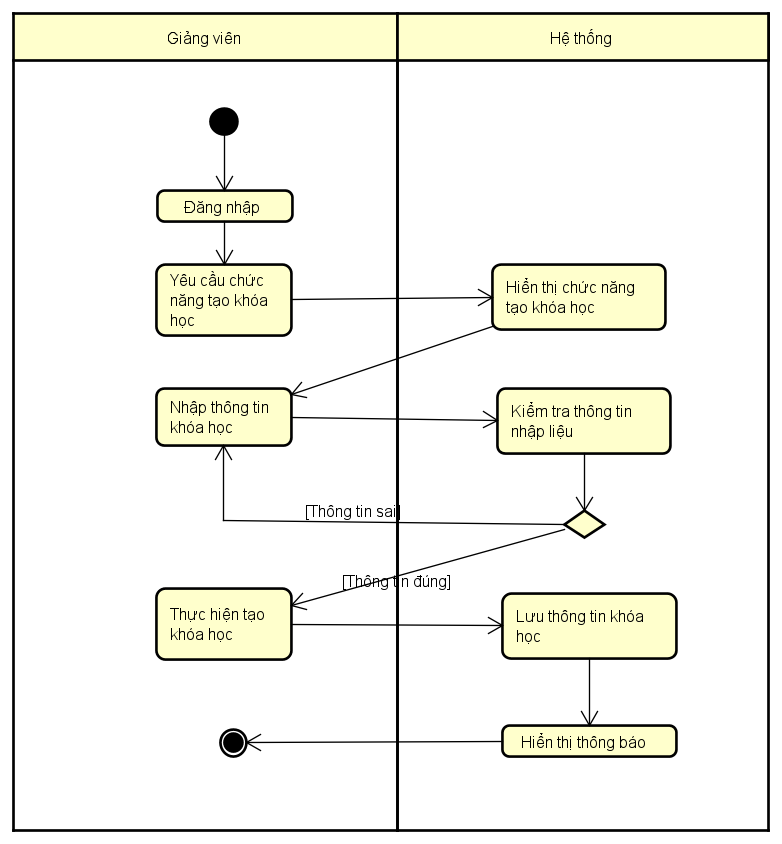 Giảng viên
Hệ thống
Đăng nhập
Yêu cầu chức
năng tạo khóa
học
Hiển thị chức năng
tạo khóa học
Nhập thông tin
khóa học
Kiểm tra thông tin
nhập liệu
[Thông tin sai]
[Thông tin đúng]
Thực hiện tạo
khóa học
Lưu thông tin khóa
học
Hiển thị thông báo